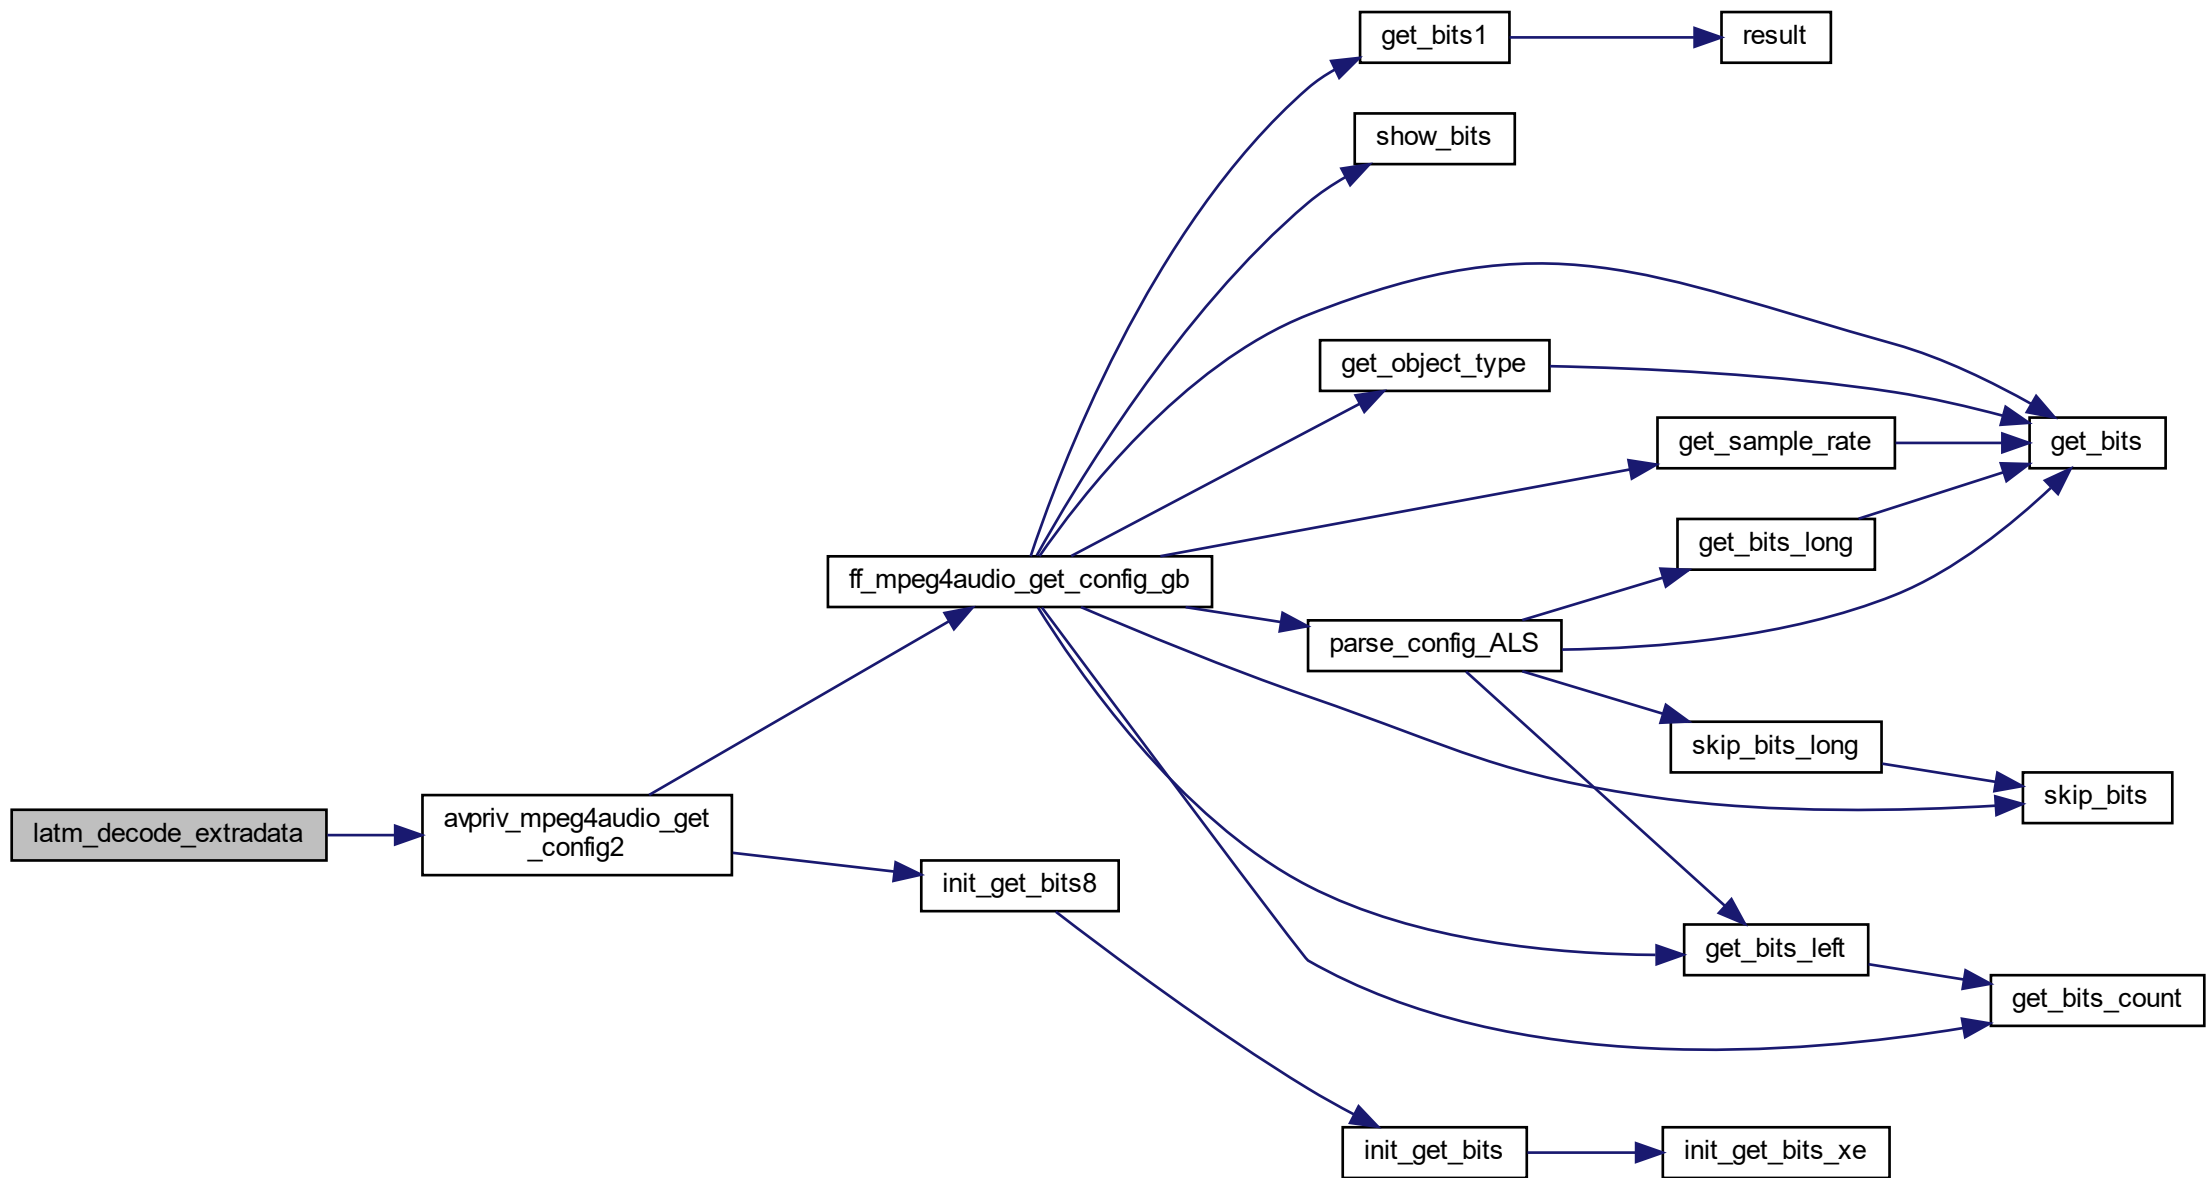 get_bits1
result
show_bits
get_object_type
get_sample_rate
get_bits
get_bits_long
ff_mpeg4audio_get_config_gb
parse_config_ALS
skip_bits_long
skip_bits
latm_decode_extradata
avpriv_mpeg4audio_get
_config2
init_get_bits8
get_bits_left
get_bits_count
init_get_bits
init_get_bits_xe